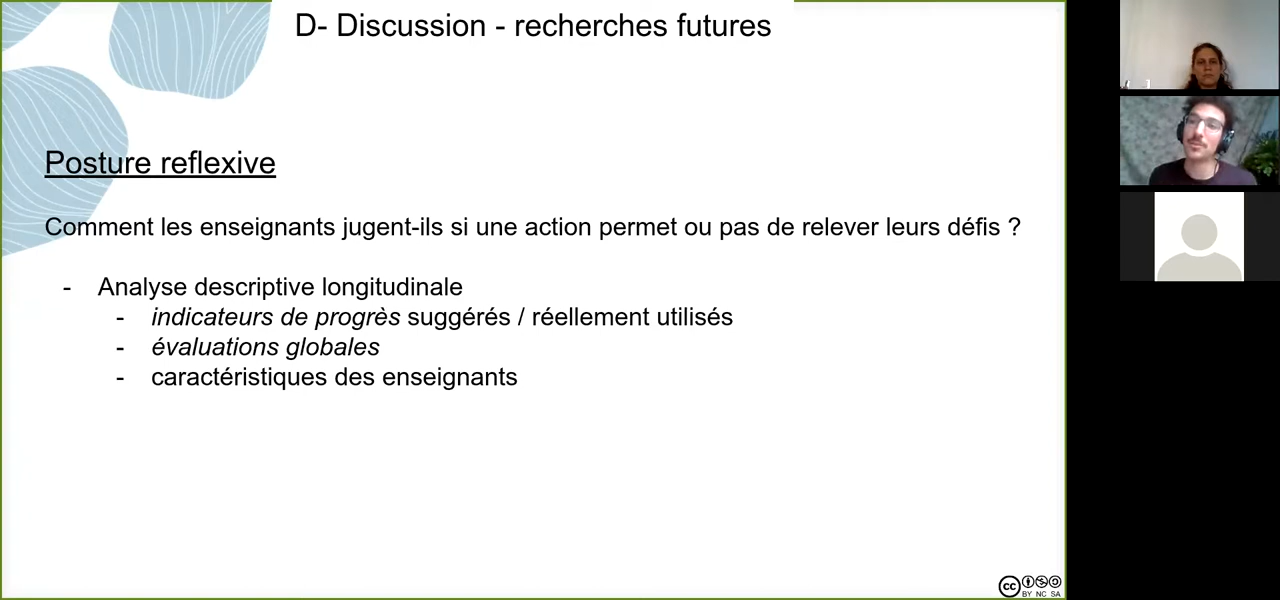 D- Discussion - recherches futures
Posture reflexive
Comment les enseignants jugent-ils si une action permet ou pas de relever leurs défis ?
- Analyse descriptive longitudinale
- indicateurs de progrès suggérés / réellement utilisés
- évaluations globales
- caractéristiques des enseignants
cc BY NC SA